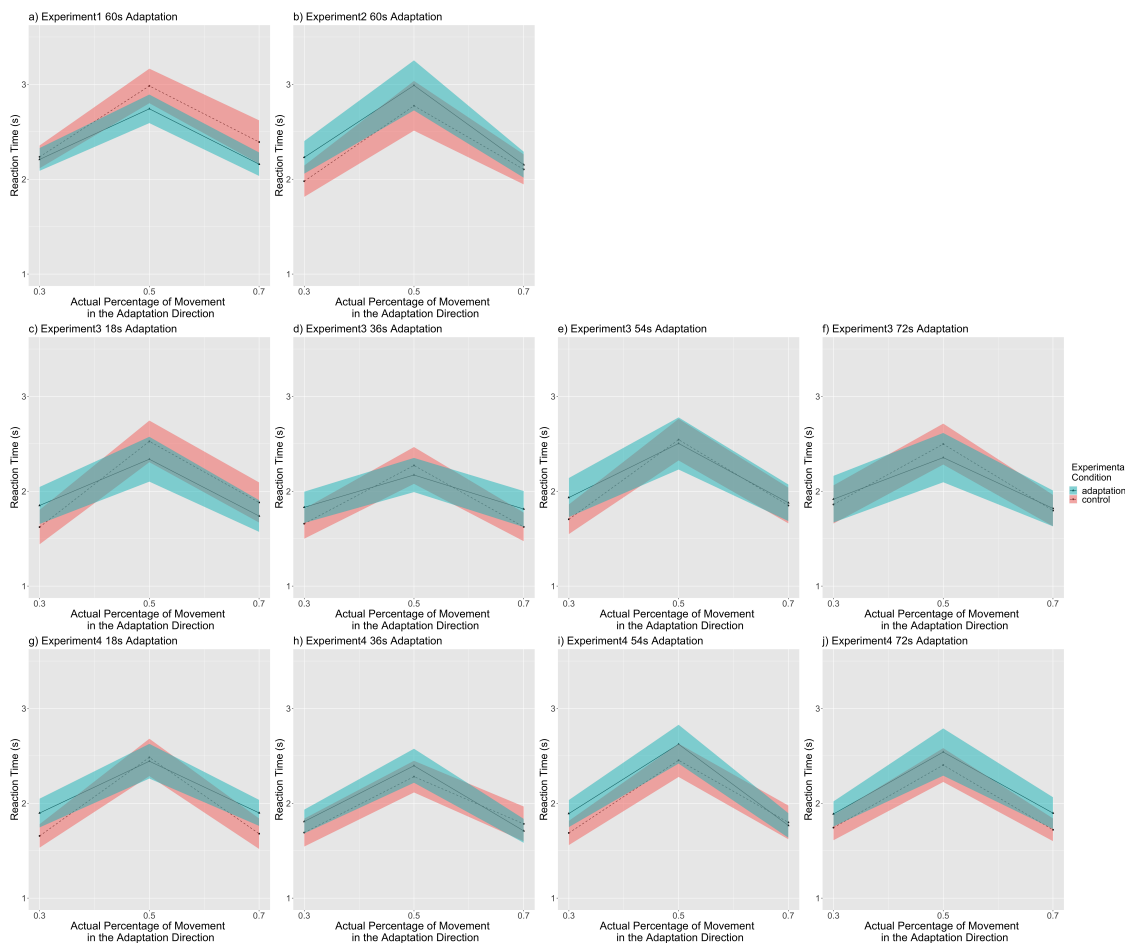 a) Experiment1 60s Adaptation
b) Experiment2 60s Adaptation
Reaction Time (s)
3
2
1
0.3
0.5
0.7
Actual Percentage of Movement
in the Adaptation Direction
Reaction Time (s)
3
2
1
0.3
0.5
0.7
Actual Percentage of Movement
in the Adaptation Direction
c) Experiment3 18s Adaptation
d) Experiment3 36s Adaptation
e) Experiment3 54s Adaptation
f) Experiment3 72s Adaptation
Reaction Time (s)
3
2
1
0.3
0.5
0.7
Actual Percentage of Movement
in the Adaptation Direction
Reaction Time (s)
3
2
1
0.3
0.5
0.7
Actual Percentage of Movement
in the Adaptation Direction
Reaction Time (s)
3
2
1
0.3
0.5
0.7
Actual Percentage of Movement
in the Adaptation Direction
Reaction Time (s)
3
2
1
0.3
0.5
0.7
Actual Percentage of Movement
in the Adaptation Direction
Experimenta
Condition
adaptation
control
g) Experiment4 18s Adaptation
h) Experiment4 36s Adaptation
i) Experiment4 54s Adaptation
j) Experiment4 72s Adaptation
Reaction Time (s)
3
2
1
0.3
0.5
0.7
Actual Percentage of Movement
in the Adaptation Direction
Reaction Time (s)
3
2
1
0.3
0.5
0.7
Actual Percentage of Movement
in the Adaptation Direction
Reaction Time (s)
3
2
1
0.3
0.5
0.7
Actual Percentage of Movement
in the Adaptation Direction
Reaction Time (s)
3
2
1
0.3
0.5
0.7
Actual Percentage of Movement
in the Adaptation Direction